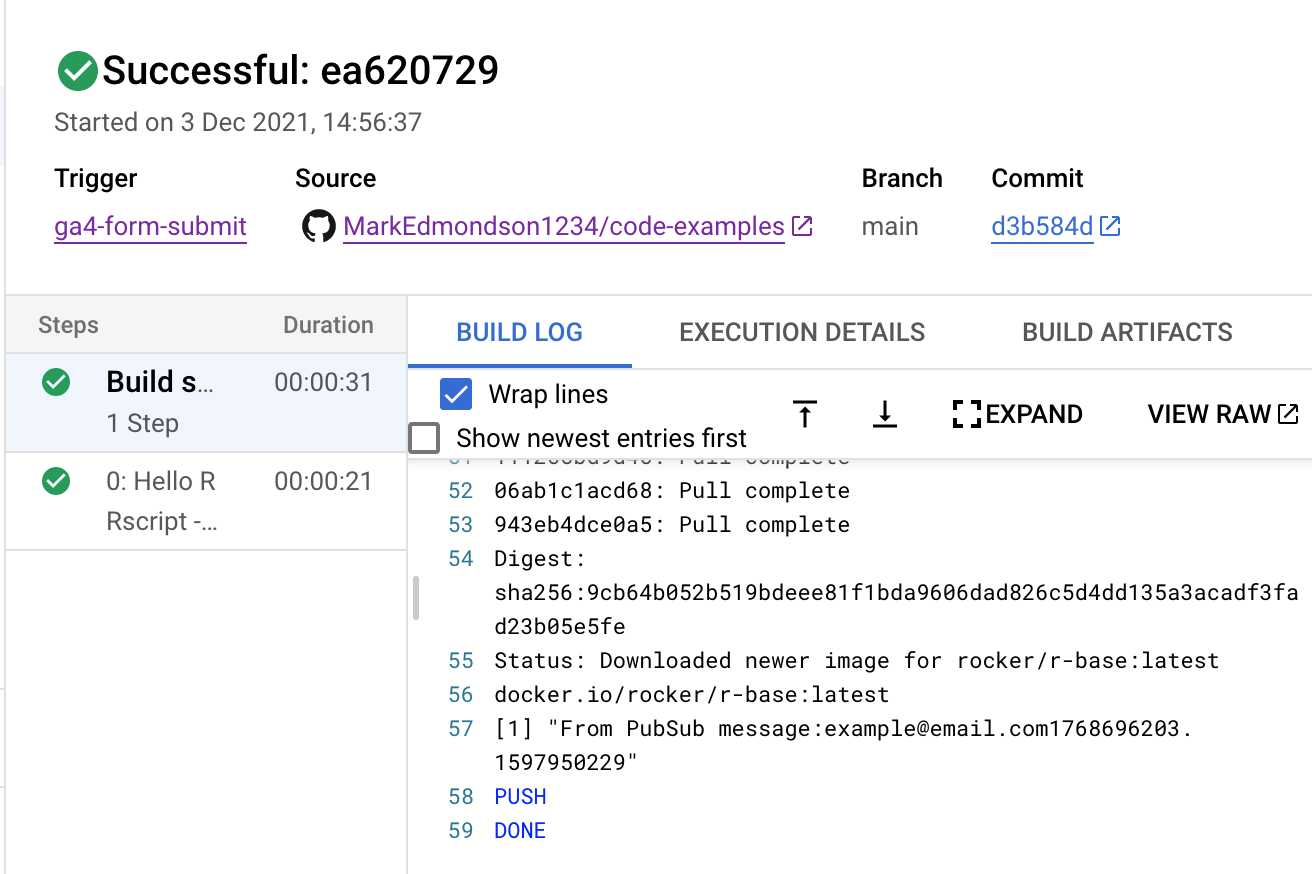 Successful: ea620729
Started on 3 Dec 2021, 14:56:37
Trigger
Source
Branch
Commit
ga4-form-submit
MarkEdmondson1234/code-examples
main
d3b584d
Steps
Duration
Build s...
00:00:31
1 Step
0: Hello R
00:00:21
Rscript -...
BUILD LOG
EXECUTION DETAILS
BUILD ARTIFACTS
Wrap lines
Show newest entries first
EXPAND
VIEW RAW
Pull complete
52 06ab1c1acd68: Pull complete
53 943eb4dce0a5: Pull complete
54 Digest:
sha256:9cb64b052b519bdeee81f1bda9606dad826c5d4dd135a3acadf3fa
d23b05e5fe
55 Status: Downloaded newer image for rocker/r-base:latest
56 docker.io/rocker/r-base:latest
57 [1] "From PubSub message:example@email.com1768696203.
1597950229"
58 PUSH
59 DONE